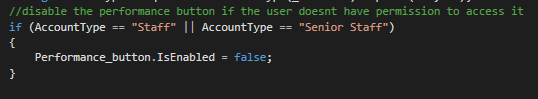 //disable the performance button if the user doesnt have permission to access it
if (AccountType == "Staff" || AccountType == "Senior Staff")
{
    Performance_button.IsEnabled = false;
}